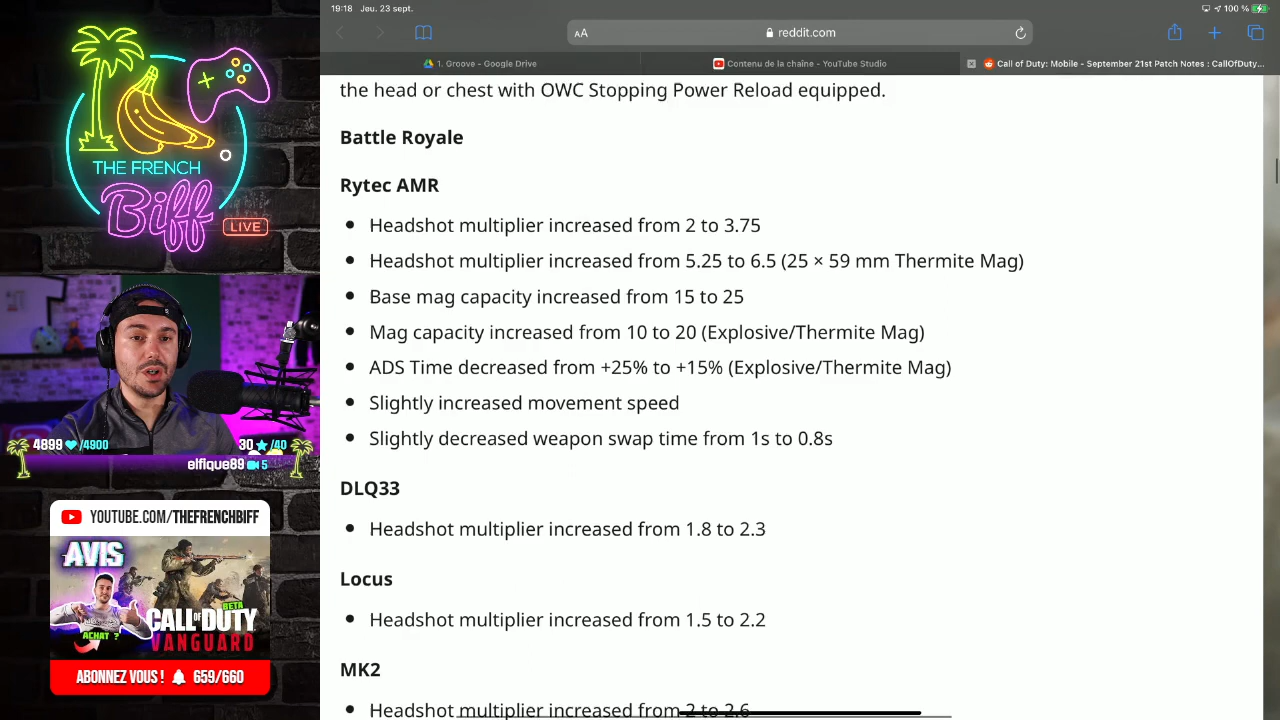 19:18 Jeu. 23 sept.
100 %
AA
reddit.com
1. Groove - Google Drive
Contenu de la chaîne - YouTube Studio
Call of Duty: Mobile - September 21st Patch Notes : CallOfDuty...
THE FRENCH
Biff
LIVE
4899 /4900
30 /40
elfique89 5
YOUTUBE.COM/THEFRENCHBIFF
AVIS
ACHAT ?
BETA
CALL OF DUTY
VANGUARD
ABONNEZ VOUS ! 659/660
the head or chest with OWC Stopping Power Reload equipped.
Battle Royale
Rytec AMR
• Headshot multiplier increased from 2 to 3.75
• Headshot multiplier increased from 5.25 to 6.5 (25 × 59 mm Thermite Mag)
• Base mag capacity increased from 15 to 25
• Mag capacity increased from 10 to 20 (Explosive/Thermite Mag)
• ADS Time decreased from +25% to +15% (Explosive/Thermite Mag)
• Slightly increased movement speed
• Slightly decreased weapon swap time from 1s to 0.8s
DLQ33
• Headshot multiplier increased from 1.8 to 2.3
Locus
• Headshot multiplier increased from 1.5 to 2.2
MK2
• Headshot multiplier increased from 2 to 2.6